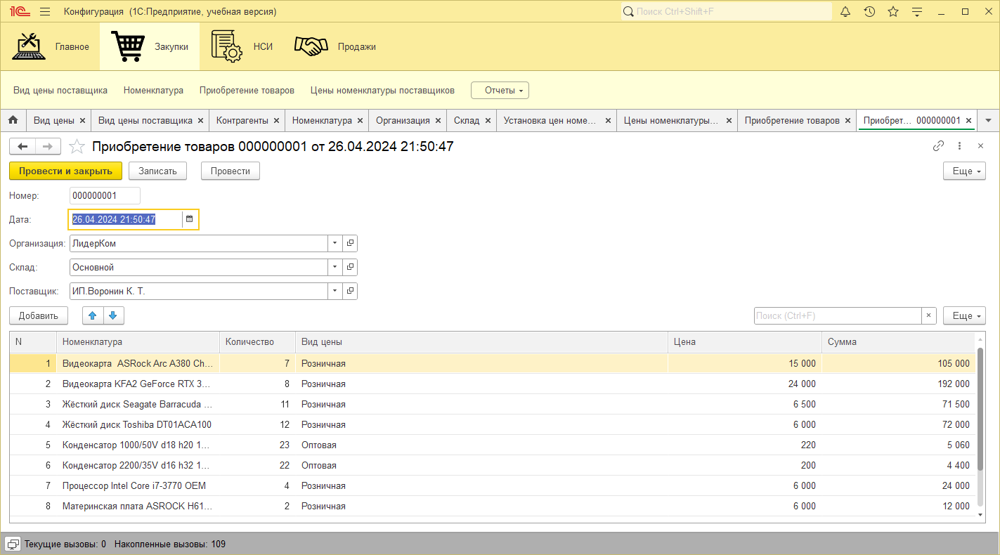 1С Конфигурация (1С:Предприятие, учебная версия) Поиск Ctrl+Shift+F
Главное Закупки НСИ Продажи
Вид цены поставщика Номенклатура Приобретение товаров Цены номенклатуры поставщиков Отчеты
Вид цены Вид цены поставщика Контрагенты Номенклатура Организация Склад Установка цен номе... Цены номенклатуры... Приобретение товаров Приобрет... 000000001
Приобретение товаров 000000001 от 26.04.2024 21:50:47
Провести и закрыть Записать Провести Еще
Номер: 000000001
Дата: 26.04.2024 21:50:47
Организация: ЛидерКом
Склад: Основной
Поставщик: ИП.Воронин К. Т.
Добавить Поиск (Ctrl+F) Еще
N Номенклатура Количество Вид цены Цена Сумма
1 Видеокарта ASRock Arc A380 Ch... 7 Розничная 15 000 105 000
2 Видеокарта KFA2 GeForce RTX 3... 8 Розничная 24 000 192 000
3 Жёсткий диск Seagate Barracuda ... 11 Розничная 6 500 71 500
4 Жёсткий диск Toshiba DT01ACA100 12 Розничная 6 000 72 000
5 Конденсатор 1000/50V d18 h20 1... 23 Оптовая 220 5 060
6 Конденсатор 2200/35V d16 h32 1... 22 Оптовая 200 4 400
7 Процессор Intel Core i7-3770 OEM 4 Розничная 6 000 24 000
8 Материнская плата ASROCK H61... 2 Розничная 6 000 12 000
Текущие вызовы: 0 Накопленные вызовы: 109